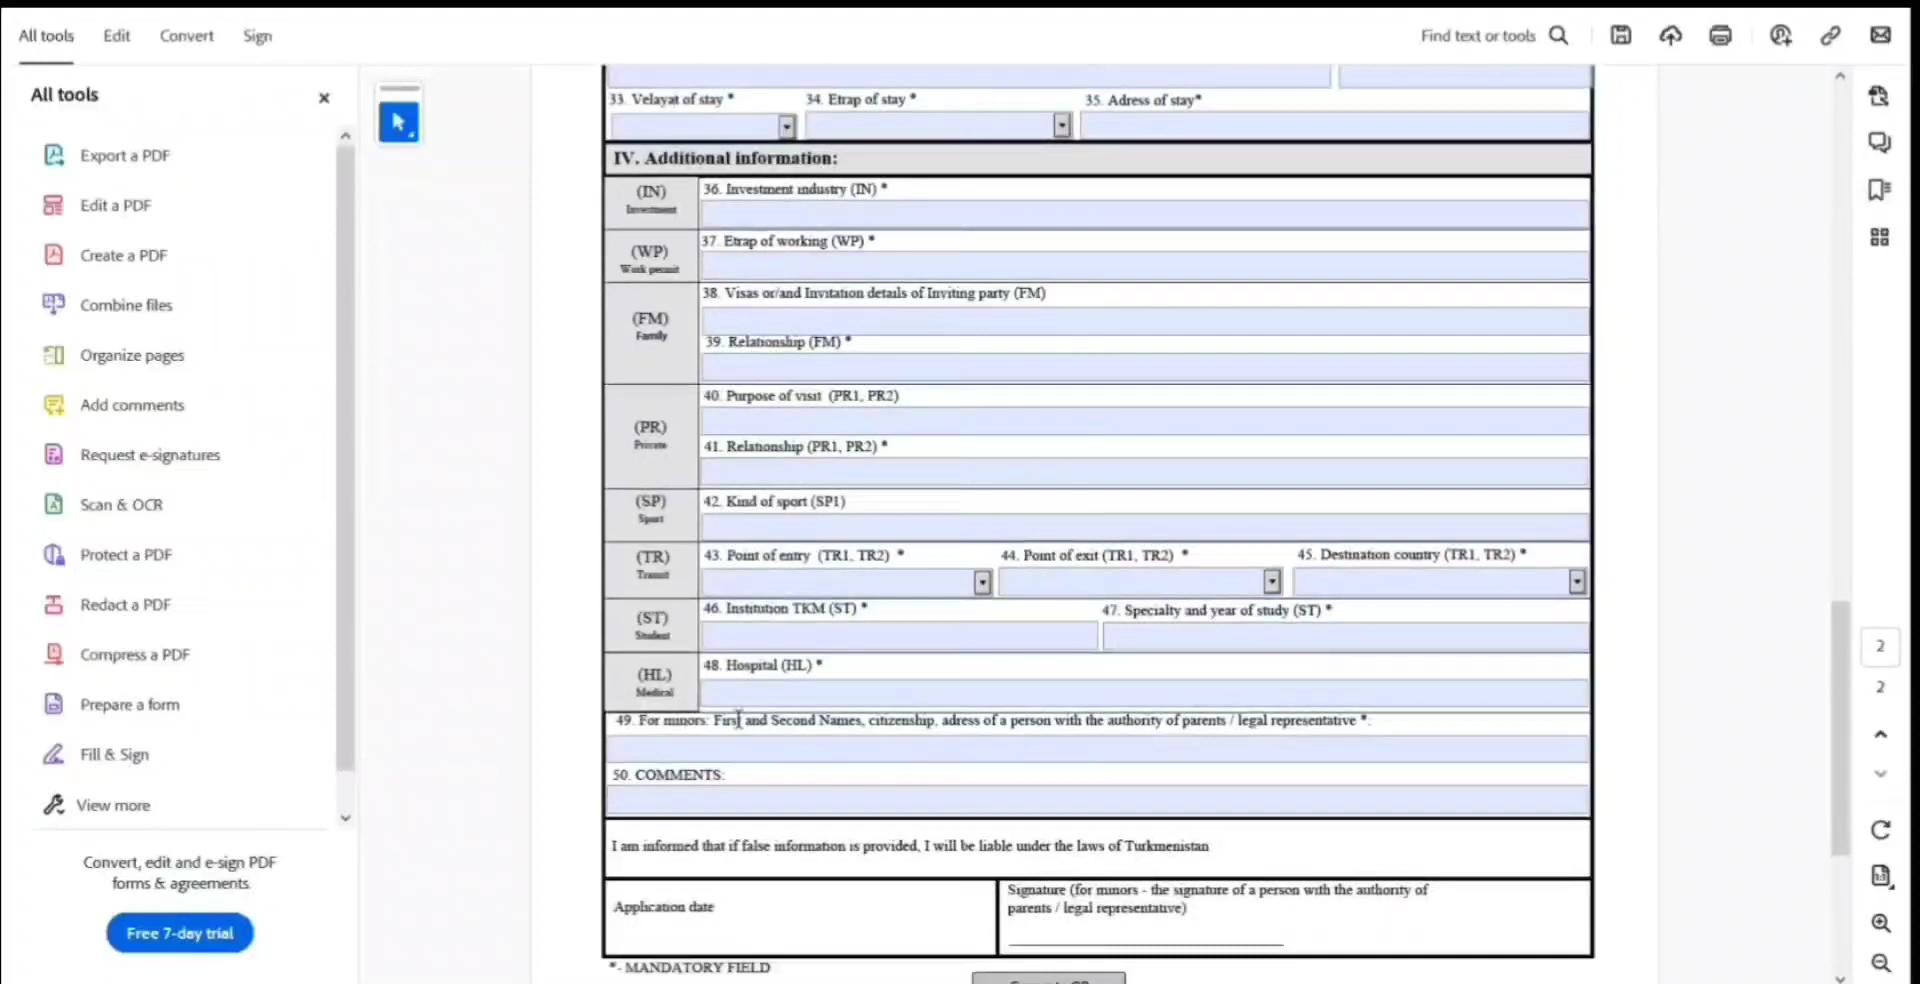 All tools
Edit
Convert
Sign
Find text or tools
All tools
Export a PDF
Edit a PDF
Create a PDF
Combine files
Organize pages
Add comments
Request e-signatures
Scan & OCR
Protect a PDF
Redact a PDF
Compress a PDF
Prepare a form
Fill & Sign
View more
Convert, edit and e-sign PDF
forms & agreements
Free 7-day trial
33. Velayat of stay *
34. Etrap of stay *
35. Adress of stay*
IV. Additional information:
(IN)
Investment
36. Investment industry (IN) *
(WP)
Work permit
37. Etrap of working (WP) *
(FM)
Family
38. Visas or/and Invitation details of Inviting party (FM)
39. Relationship (FM) *
(PR)
Private
40. Purpose of visit (PR1, PR2)
41. Relationship (PR1, PR2) *
(SP)
Sport
42. Kind of sport (SP1)
(TR)
Transit
43. Point of entry (TR1, TR2) *
44. Point of exit (TR1, TR2) *
45. Destination country (TR1, TR2) *
(ST)
Student
46. Institution TKM (ST) *
47. Specialty and year of study (ST) *
(HL)
Medical
48. Hospital (HL) *
49. For minors: First and Second Names, citizenship, adress of a person with the authority of parents / legal representative *.
50. COMMENTS:
I am informed that if false information is provided, I will be liable under the laws of Turkmenistan
Application date
Signature (for minors - the signature of a person with the authority of
parents / legal representative)
*- MANDATORY FIELD
2
2